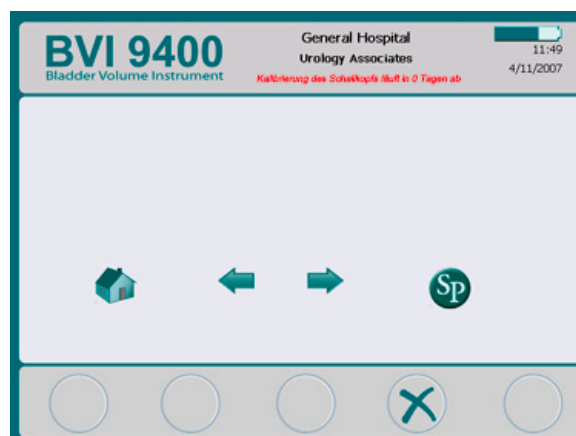 BVI 9400
Bladder Volume Instrument
General Hospital
Urology Associates
Kalibrierung des Schallkopfs läuft in 0 Tagen ab
11:49
4/11/2007
SP